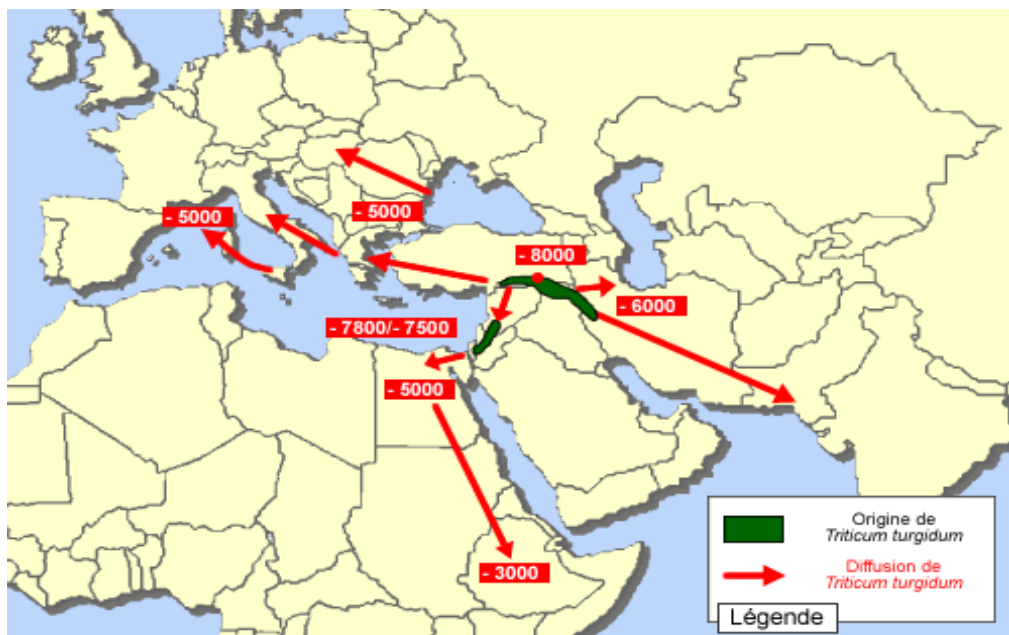 - 5000
- 5000
- 8000
- 6000
- 7800/- 7500
- 5000
- 3000
Origine de
Triticum turgidum
Diffusion de
Triticum turgidum
Légende